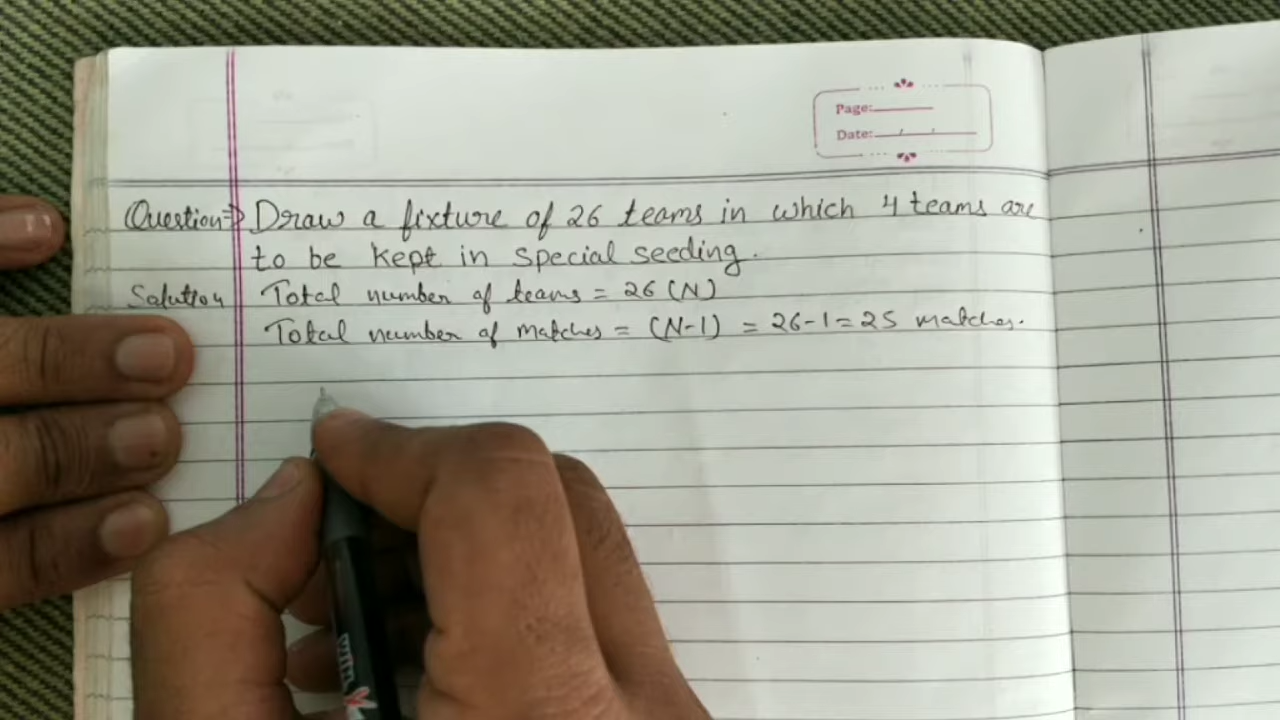 Page:
Date:
Question⇒ Draw a fixture of 26 teams in which 4 teams are
to be kept in special seeding.
Solution Total number of teams = 26 (N)
Total number of matches = (N-1) = 26-1=25 matches.